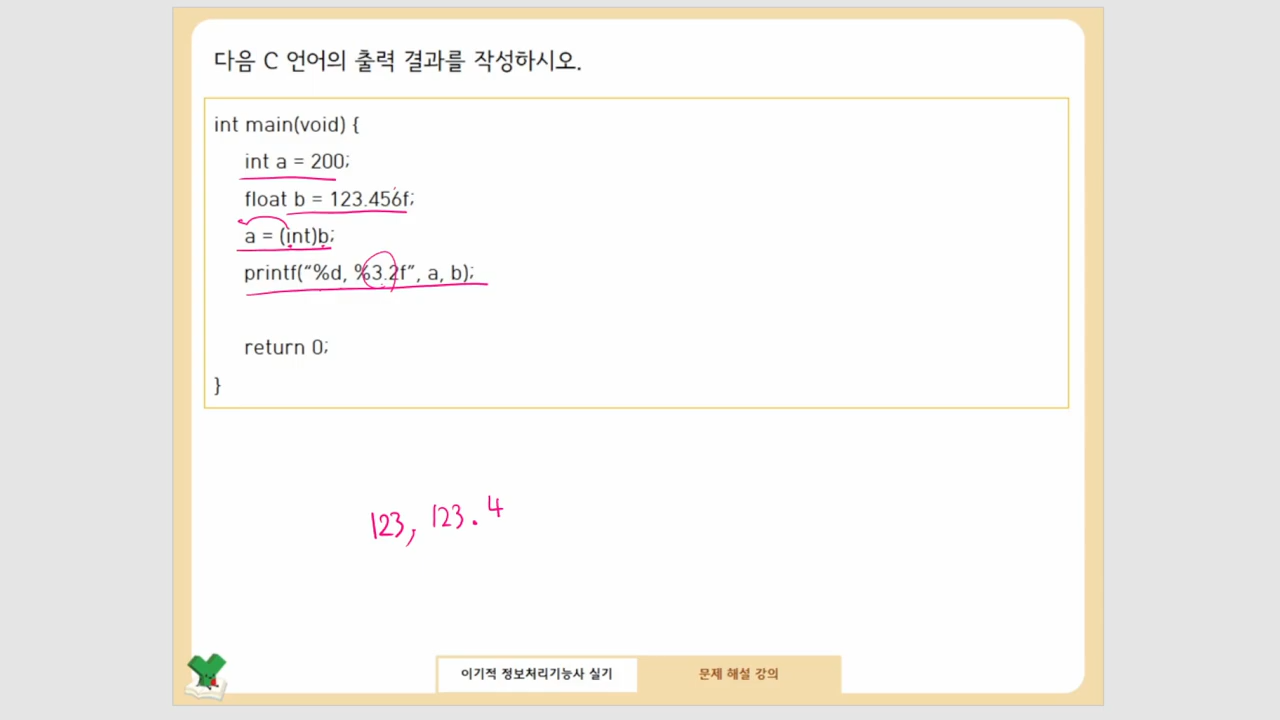 다음 C 언어의 출력 결과를 작성하시오.
int main(void) {
int a = 200;
float b = 123.456f;
a = (int)b;
printf(“%d, %3.2f”, a, b);
return 0;
}
123, 123.4
이기적 정보처리기능사 실기
문제 해설 강의